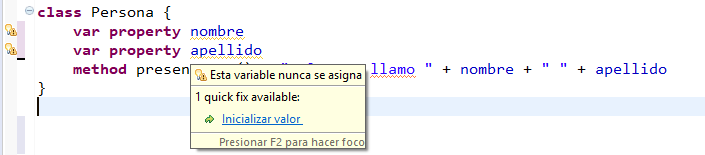 class Persona {
var property nombre
var property apellido
method presen llamo " + nombre + " " + apellido
}
Esta variable nunca se asigna
1 quick fix available:
Inicializar valor
Presionar F2 para hacer foco